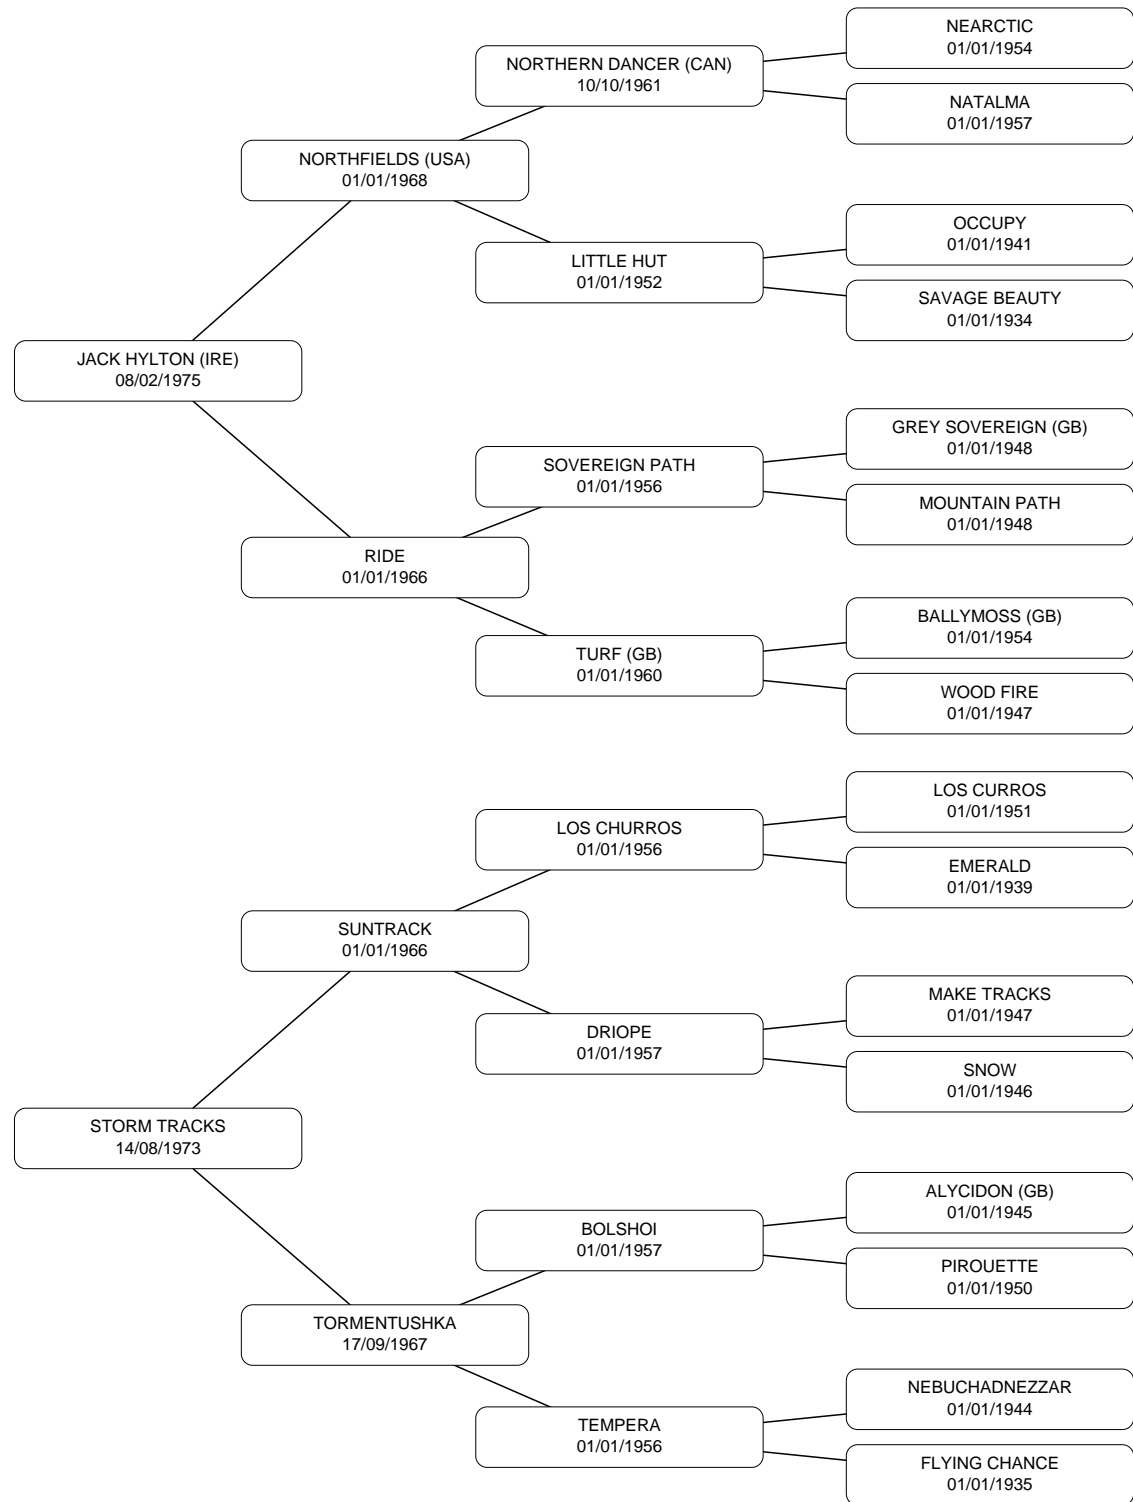 NEARCTIC
01/01/1954
NORTHERN DANCER (CAN)
10/10/1961
NATALMA
01/01/1957
NORTHFIELDS (USA)
01/01/1968
OCCUPY
01/01/1941
LITTLE HUT
01/01/1952
SAVAGE BEAUTY
01/01/1934
JACK HYLTON (IRE)
08/02/1975
GREY SOVEREIGN (GB)
01/01/1948
SOVEREIGN PATH
01/01/1956
MOUNTAIN PATH
01/01/1948
RIDE
01/01/1966
BALLYMOSS (GB)
01/01/1954
TURF (GB)
01/01/1960
WOOD FIRE
01/01/1947
LOS CURROS
01/01/1951
LOS CHURROS
01/01/1956
EMERALD
01/01/1939
SUNTRACK
01/01/1966
MAKE TRACKS
01/01/1947
DRIOPE
01/01/1957
SNOW
01/01/1946
STORM TRACKS
14/08/1973
ALYCIDON (GB)
01/01/1945
BOLSHOI
01/01/1957
PIROUETTE
01/01/1950
TORMENTUSHKA
17/09/1967
NEBUCHADNEZZAR
01/01/1944
TEMPERA
01/01/1956
FLYING CHANCE
01/01/1935